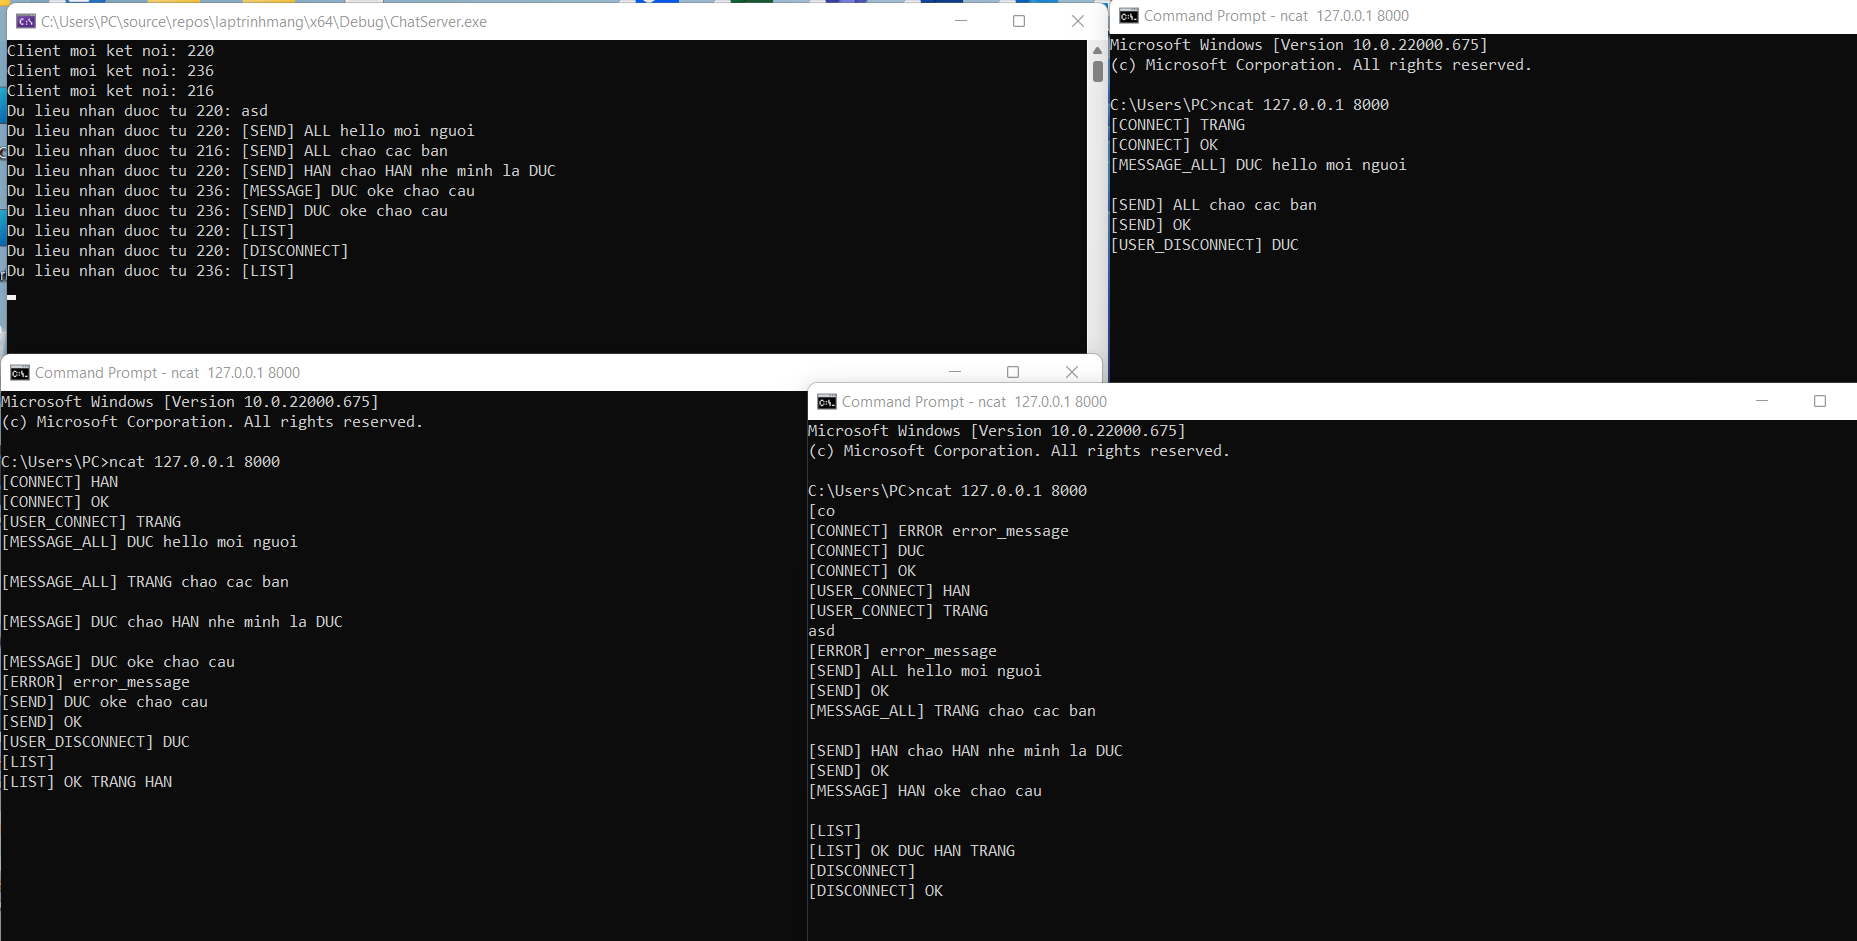 C:\Users\PC\source\repos\laptrinhmang\x64\Debug\ChatServer.exe
Client moi ket noi: 220
Client moi ket noi: 236
Client moi ket noi: 216
Du lieu nhan duoc tu 220: asd
Du lieu nhan duoc tu 220: [SEND] ALL hello moi nguoi
Du lieu nhan duoc tu 216: [SEND] ALL chao cac ban
Du lieu nhan duoc tu 220: [SEND] HAN chao HAN nhe minh la DUC
Du lieu nhan duoc tu 236: [MESSAGE] DUC oke chao cau
Du lieu nhan duoc tu 236: [SEND] DUC oke chao cau
Du lieu nhan duoc tu 220: [LIST]
Du lieu nhan duoc tu 220: [DISCONNECT]
Du lieu nhan duoc tu 236: [LIST]
Command Prompt - ncat  127.0.0.1 8000
Microsoft Windows [Version 10.0.22000.675]
(c) Microsoft Corporation. All rights reserved.
C:\Users\PC>ncat 127.0.0.1 8000
[CONNECT] TRANG
[CONNECT] OK
[MESSAGE_ALL] DUC hello moi nguoi
[SEND] ALL chao cac ban
[SEND] OK
[USER_DISCONNECT] DUC
Command Prompt - ncat  127.0.0.1 8000
Microsoft Windows [Version 10.0.22000.675]
(c) Microsoft Corporation. All rights reserved.
C:\Users\PC>ncat 127.0.0.1 8000
[CONNECT] HAN
[CONNECT] OK
[USER_CONNECT] TRANG
[MESSAGE_ALL] DUC hello moi nguoi
[MESSAGE_ALL] TRANG chao cac ban
[MESSAGE] DUC chao HAN nhe minh la DUC
[MESSAGE] DUC oke chao cau
[ERROR] error_message
[SEND] DUC oke chao cau
[SEND] OK
[USER_DISCONNECT] DUC
[LIST]
[LIST] OK TRANG HAN
Command Prompt - ncat  127.0.0.1 8000
Microsoft Windows [Version 10.0.22000.675]
(c) Microsoft Corporation. All rights reserved.
C:\Users\PC>ncat 127.0.0.1 8000
[co
[CONNECT] ERROR error_message
[CONNECT] DUC
[CONNECT] OK
[USER_CONNECT] HAN
[USER_CONNECT] TRANG
asd
[ERROR] error_message
[SEND] ALL hello moi nguoi
[SEND] OK
[MESSAGE_ALL] TRANG chao cac ban
[SEND] HAN chao HAN nhe minh la DUC
[SEND] OK
[MESSAGE] HAN oke chao cau
[LIST]
[LIST] OK DUC HAN TRANG
[DISCONNECT]
[DISCONNECT] OK